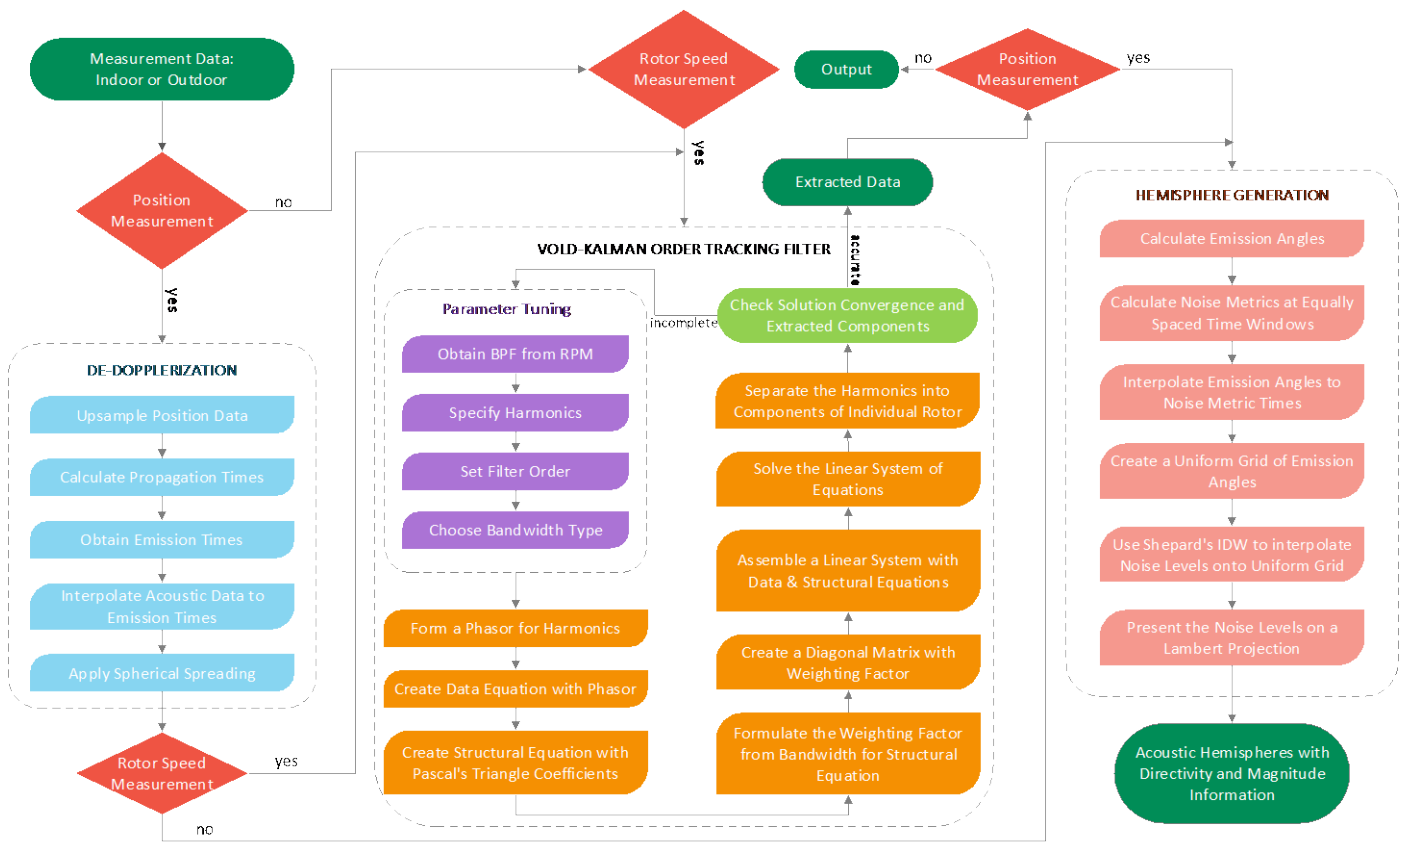 Measurement Data:
Indoor or Outdoor
Position
Measurement
no
yes
DE-DOPPLERIZATION
Upsample Position Data
Calculate Propagation Times
Obtain Emission Times
Interpolate Acoustic Data to
Emission Times
Apply Spherical Spreading
Rotor Speed
Measurement
yes
no
Rotor Speed
Measurement
yes
VOLD-KALMAN ORDER TRACKING FILTER
Parameter Tuning
Obtain BPF from RPM
Specify Harmonics
Set Filter Order
Choose Bandwidth Type
Form a Phasor for Harmonics
Create Data Equation with Phasor
Create Structural Equation with
Pascal's Triangle Coefficients
Formulate the Weighting Factor
from Bandwidth for Structural
Equation
Create a Diagonal Matrix with
Weighting Factor
Assemble a Linear System with
Data & Structural Equations
Solve the Linear System of
Equations
Separate the Harmonics into
Components of Individual Rotor
Check Solution Convergence and
Extracted Components
incomplete
accurate
Extracted Data
Position
Measurement
no
yes
Output
HEMISPHERE GENERATION
Calculate Emission Angles
Calculate Noise Metrics at Equally
Spaced Time Windows
Interpolate Emission Angles to
Noise Metric Times
Create a Uniform Grid of Emission
Angles
Use Shepard's IDW to interpolate
Noise Levels onto Uniform Grid
Present the Noise Levels on a
Lambert Projection
Acoustic Hemispheres with
Directivity and Magnitude
Information